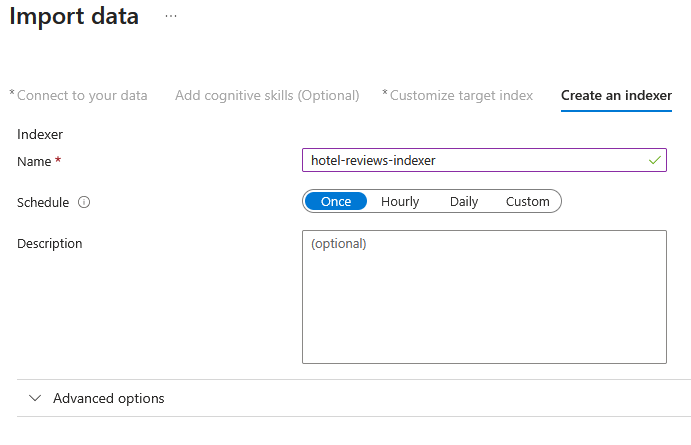 Import data ...
* Connect to your data Add cognitive skills (Optional) * Customize target index Create an indexer
Indexer
Name * hotel-reviews-indexer
Schedule Once Hourly Daily Custom
Description (optional)
Advanced options